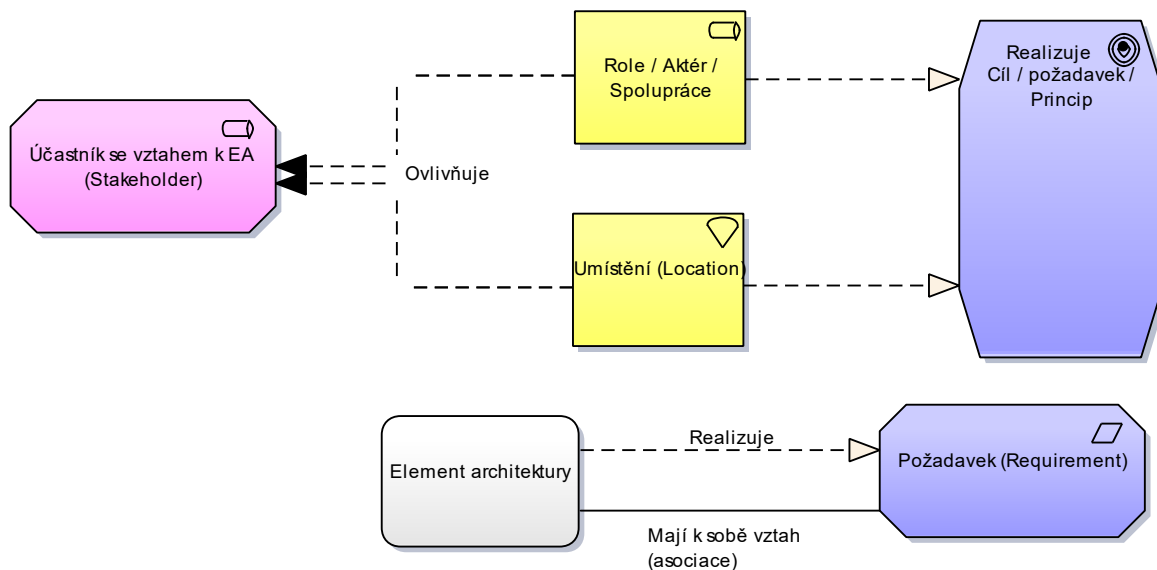 Role / Aktér /
Spolupráce
Realizuje
Cíl / požadavek /
Princip
Účastník se vztahem k EA
(Stakeholder)
Ovlivňuje
Umístění (Location)
Element architektury
Realizuje
Požadavek (Requirement)
Mají k sobě vztah
(asociace)